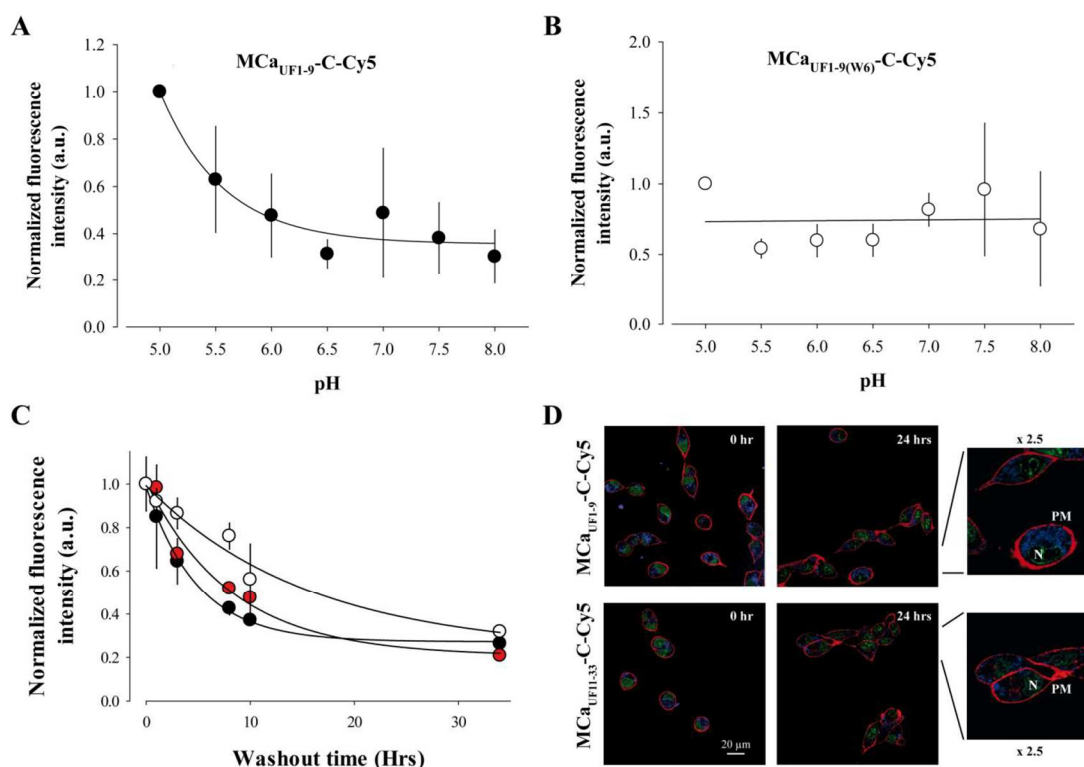 A
MCaUF1-9-C-Cy5
Normalized fluorescence
intensity (a.u.)
1.2
1.0
0.8
0.6
0.4
0.2
0.0
5.0 5.5 6.0 6.5 7.0 7.5 8.0
pH
B
MCaUF1-9(W6)-C-Cy5
Normalized fluorescence
intensity (a.u.)
2.0
1.5
1.0
0.5
0.0
5.0 5.5 6.0 6.5 7.0 7.5 8.0
pH
C
Normalized fluorescence
intensity (a.u.)
1.0
0.8
0.6
0.4
0.2
0.0
0 10 20 30
Washout time (Hrs)
D
MCaUF1-9-C-Cy5
0 hr
24 hrs
x 2.5
PM
N
MCaUF11-33-C-Cy5
0 hr
20 µm
24 hrs
N
PM
x 2.5